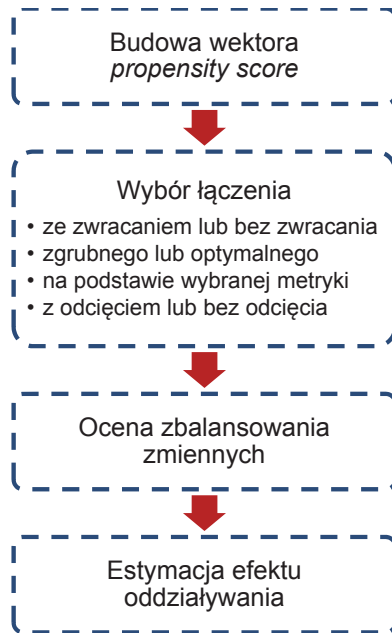 Budowa wektora
propensity score
Wybór łączenia
• ze zwracaniem lub bez zwracania
• zgrubnego lub optymalnego
• na podstawie wybranej metryki
• z odcięciem lub bez odcięcia
Ocena zbalansowania
zmiennych
Estymacja efektu
oddziaływania